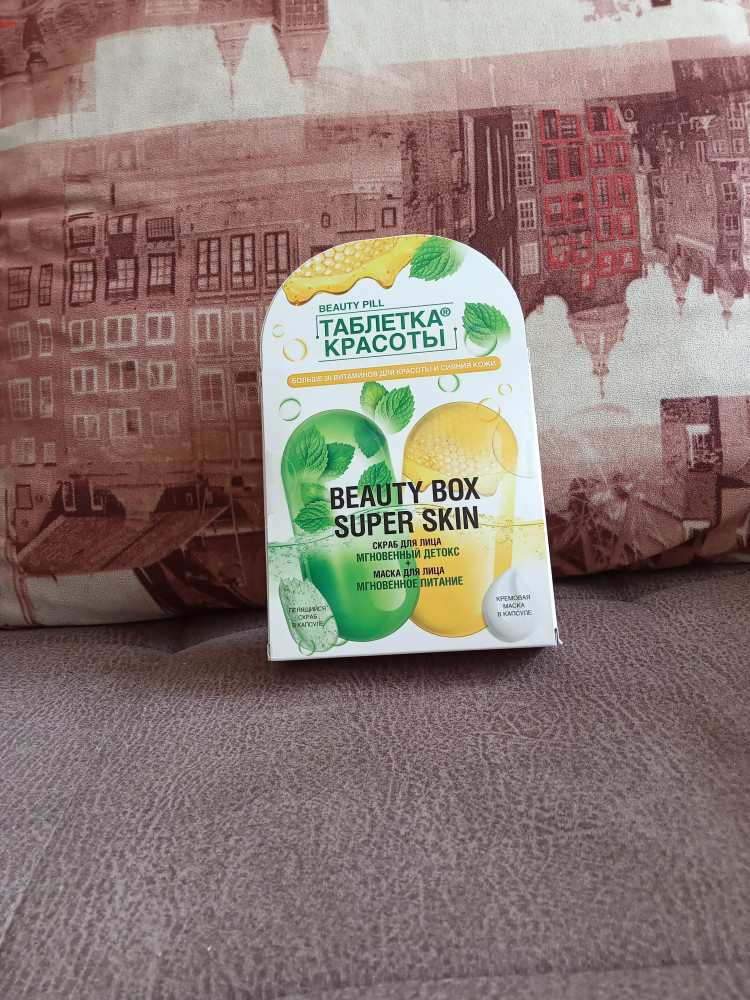 BEAUTY PILL
ТАБЛЕТКА®
КРАСОТЫ
БОЛЬШЕ 30 ВИТАМИНОВ ДЛЯ КРАСОТЫ И СИЯНИЯ КОЖИ
BEAUTY BOX
SUPER SKIN
СКРАБ ДЛЯ ЛИЦА
МГНОВЕННЫЙ ДЕТОКС
+
МАСКА ДЛЯ ЛИЦА
МГНОВЕННОЕ ПИТАНИЕ
ПЕНЯЩИЙСЯ
СКРАБ
В КАПСУЛЕ
КРЕМОВАЯ
МАСКА
В КАПСУЛЕ